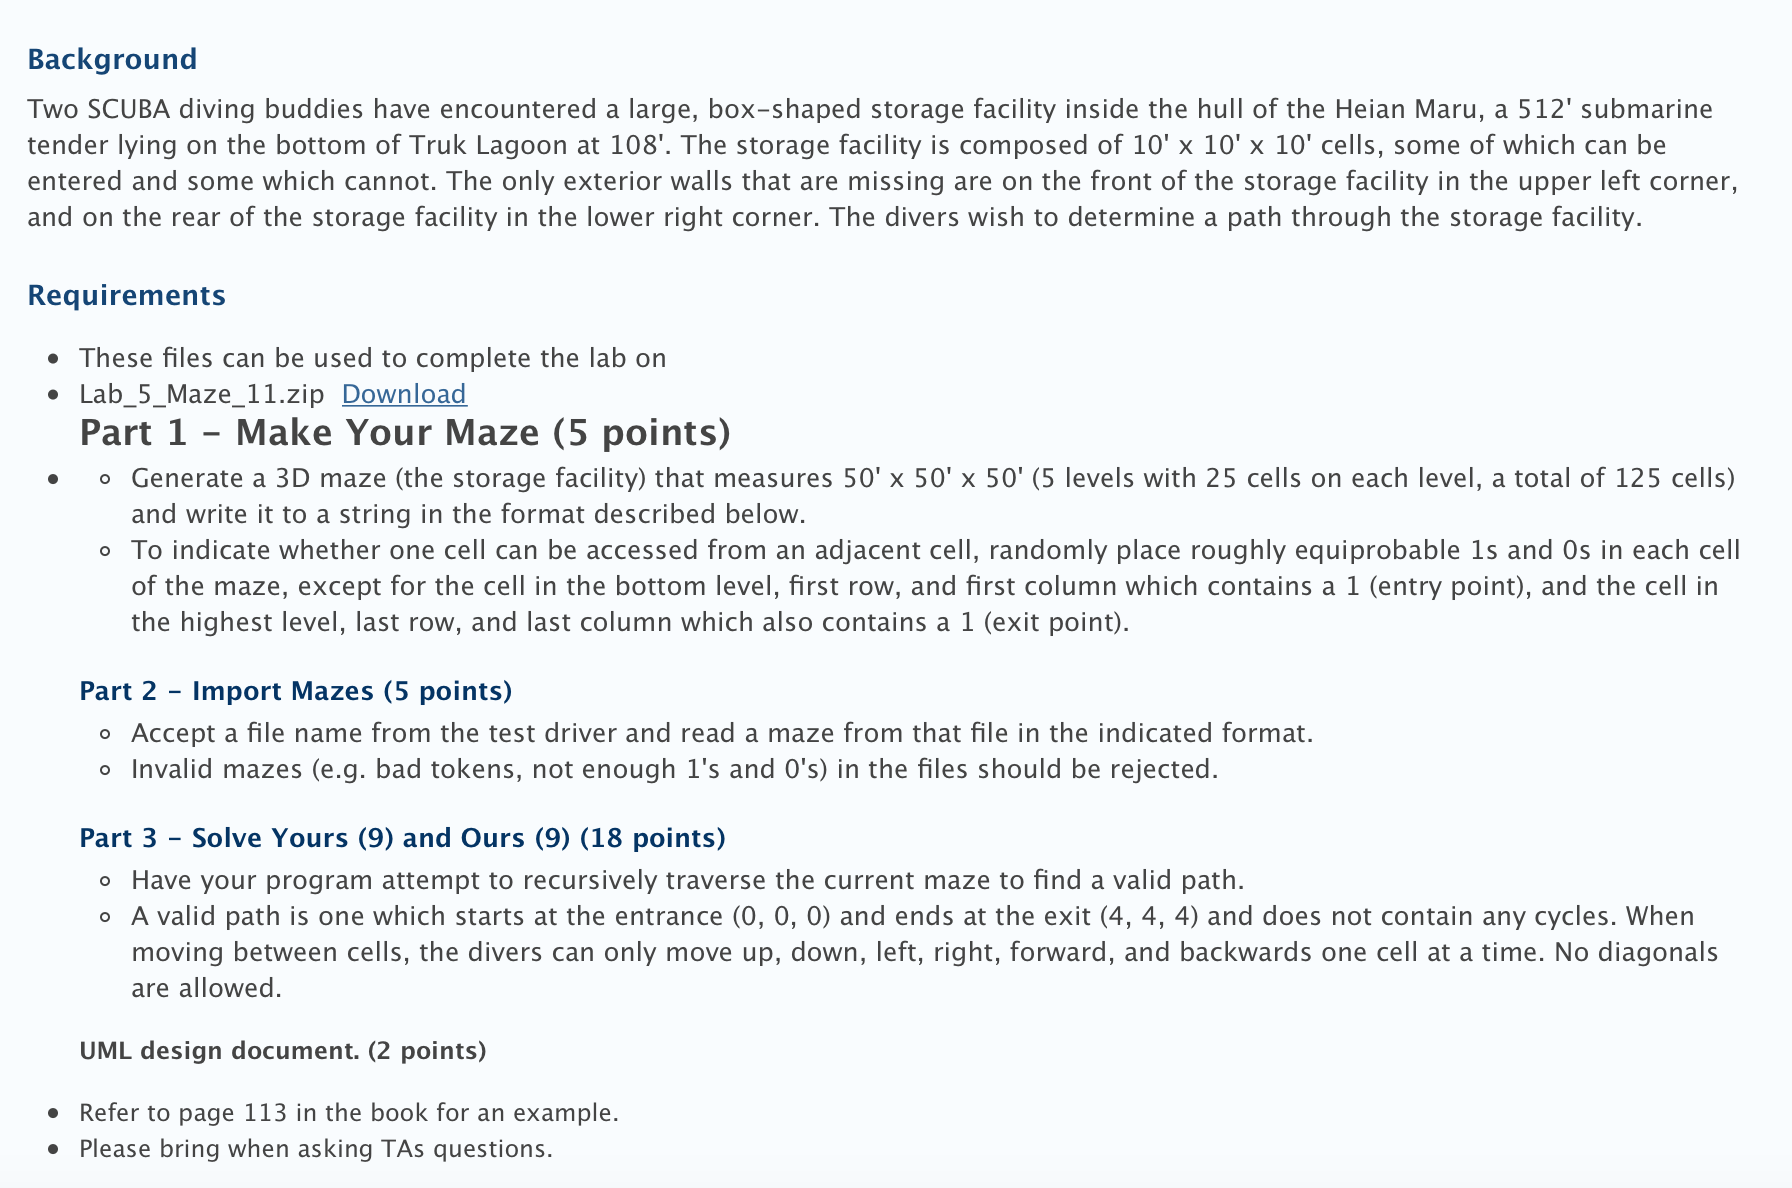 Background
Two SCUBA diving buddies have encountered a large, box-shaped storage facility inside the hull of the Heian Maru, a 512' submarine
tender lying on the bottom of Truk Lagoon at 108'. The storage facility is composed of 10' x 10' x 10' cells, some of which can be
entered and some which cannot. The only exterior walls that are missing are on the front of the storage facility in the upper left corner,
and on the rear of the storage facility in the lower right corner. The divers wish to determine a path through the storage facility.
Requirements
• These files can be used to complete the lab on
• Lab_5_Maze_11.zip Download
Part 1 - Make Your Maze (5 points)
• ◦ Generate a 3D maze (the storage facility) that measures 50' x 50' x 50' (5 levels with 25 cells on each level, a total of 125 cells)
and write it to a string in the format described below.
◦ To indicate whether one cell can be accessed from an adjacent cell, randomly place roughly equiprobable 1s and 0s in each cell
of the maze, except for the cell in the bottom level, first row, and first column which contains a 1 (entry point), and the cell in
the highest level, last row, and last column which also contains a 1 (exit point).
Part 2 - Import Mazes (5 points)
◦ Accept a file name from the test driver and read a maze from that file in the indicated format.
◦ Invalid mazes (e.g. bad tokens, not enough 1's and 0's) in the files should be rejected.
Part 3 - Solve Yours (9) and Ours (9) (18 points)
◦ Have your program attempt to recursively traverse the current maze to find a valid path.
◦ A valid path is one which starts at the entrance (0, 0, 0) and ends at the exit (4, 4, 4) and does not contain any cycles. When
moving between cells, the divers can only move up, down, left, right, forward, and backwards one cell at a time. No diagonals
are allowed.
UML design document. (2 points)
• Refer to page 113 in the book for an example.
• Please bring when asking TAs questions.